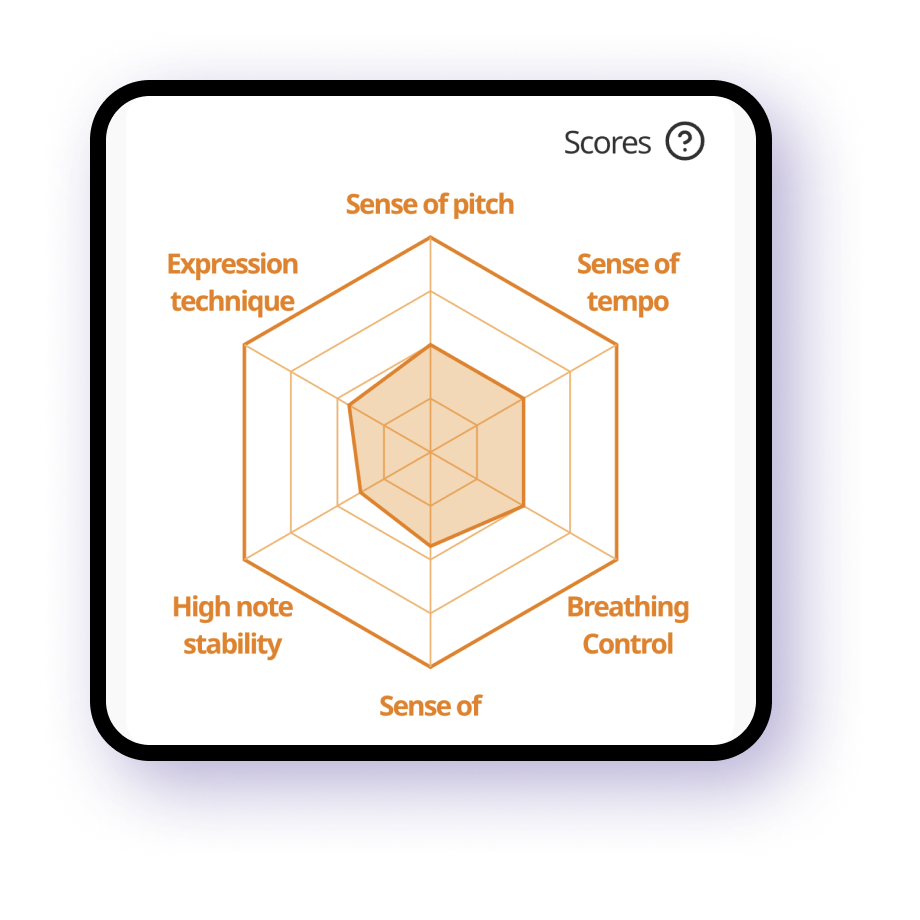 Scores ?
Sense of pitch
Expression
technique
Sense of
tempo
High note
stability
Breathing
Control
Sense of